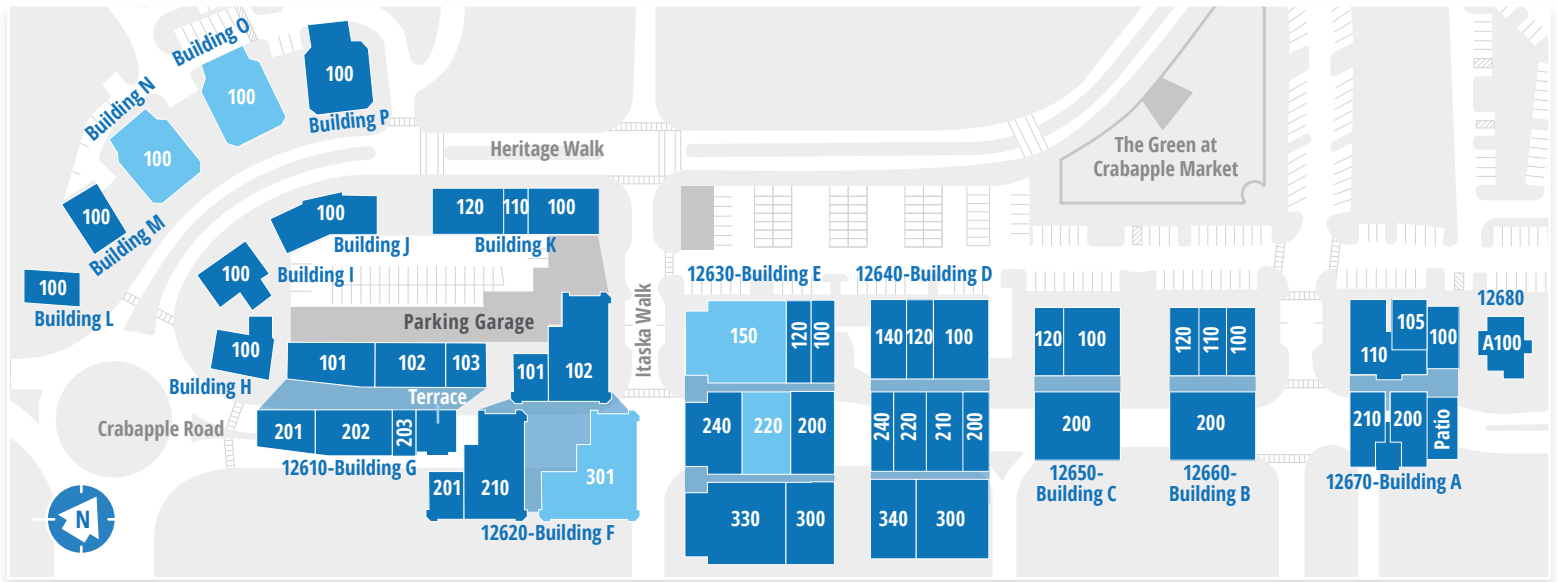 Building O
100
Building N
100
100
Building P
100
Building M
100
Building L
Heritage Walk
The Green at
Crabapple Market
100
Building J
120 110 100
Building K
100
Building I
100
Building H
Parking Garage
Itaska Walk
101 102 103
Terrace
201 202 203
12610-Building G
Crabapple Road
101 102
201 210 301
12620-Building F
12630-Building E
150 120 100
240 220 200
330 300
12640-Building D
140 120 100
240 220 210 200
340 300
120 100
200
12650-
Building C
120 110 100
200
12660-
Building B
110 105 100
210 200 Patio
12670-Building A
12680
A100
N